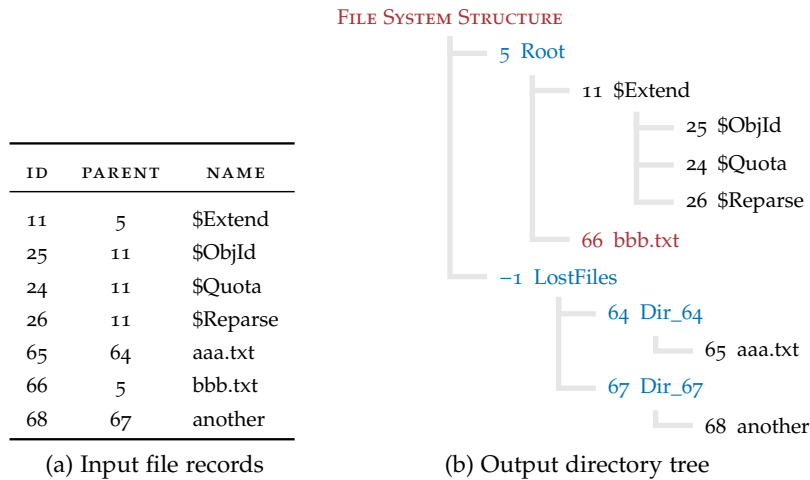 FILE SYSTEM STRUCTURE
5 Root
11 $Extend
25 $ObjId
24 $Quota
26 $Reparse
66 bbb.txt
−1 LostFiles
64 Dir_64
65 aaa.txt
67 Dir_67
68 another
ID PARENT NAME
11 5 $Extend
25 11 $ObjId
24 11 $Quota
26 11 $Reparse
65 64 aaa.txt
66 5 bbb.txt
68 67 another
(a) Input file records
(b) Output directory tree